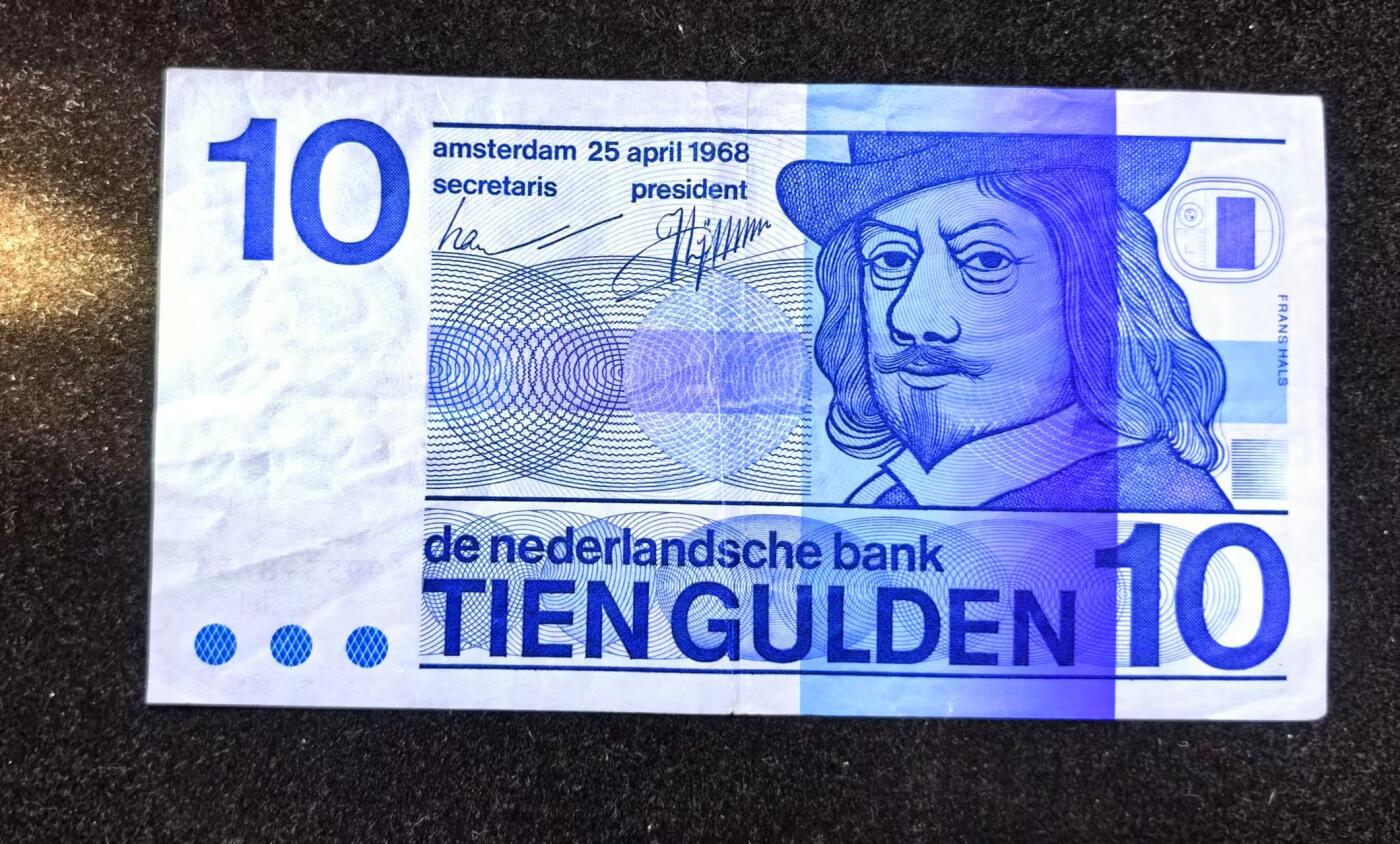 10
amsterdam 25 april 1968
secretaris president
FRANS HALS
de nederlandsche bank
TIEN GULDEN
10